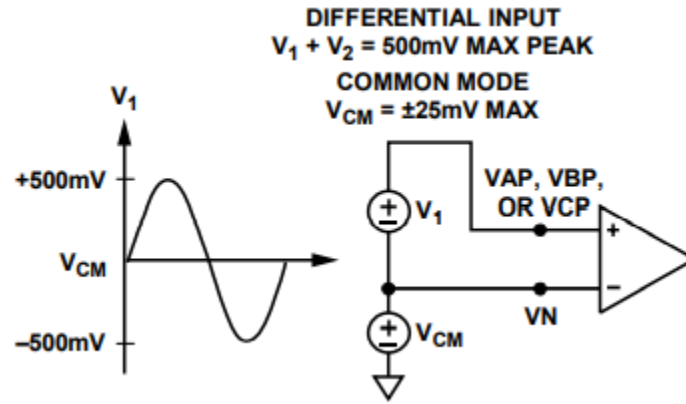 DIFFERENTIAL INPUT
V1 + V2 = 500mV MAX PEAK
COMMON MODE
VCM = ±25mV MAX
V1
+500mV
VCM
–500mV
V1
VAP, VBP,
OR VCP
+
–
VN
VCM
+
–
+
–